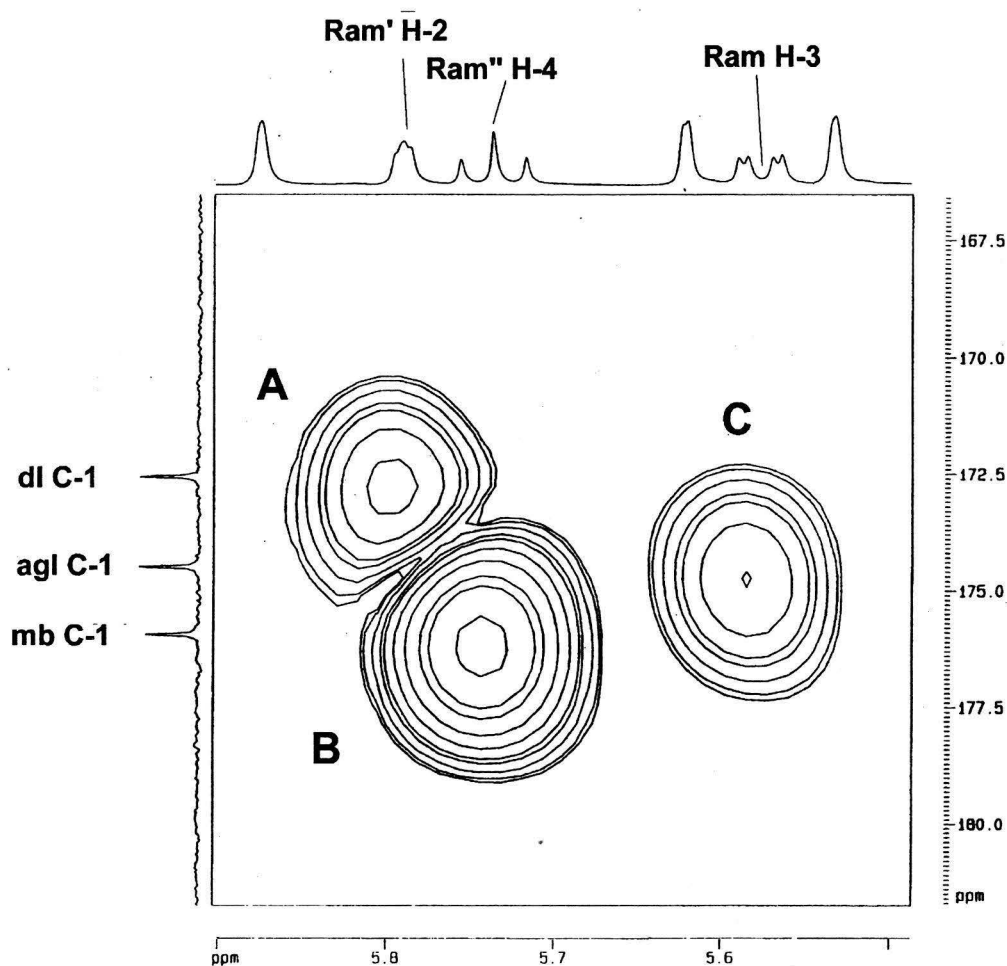 Ram' H-2
Ram" H-4
Ram H-3
A
C
B
dl C-1
agl C-1
mb C-1
167.5
170.0
172.5
175.0
177.5
180.0
ppm
ppm 5.8 5.7 5.6